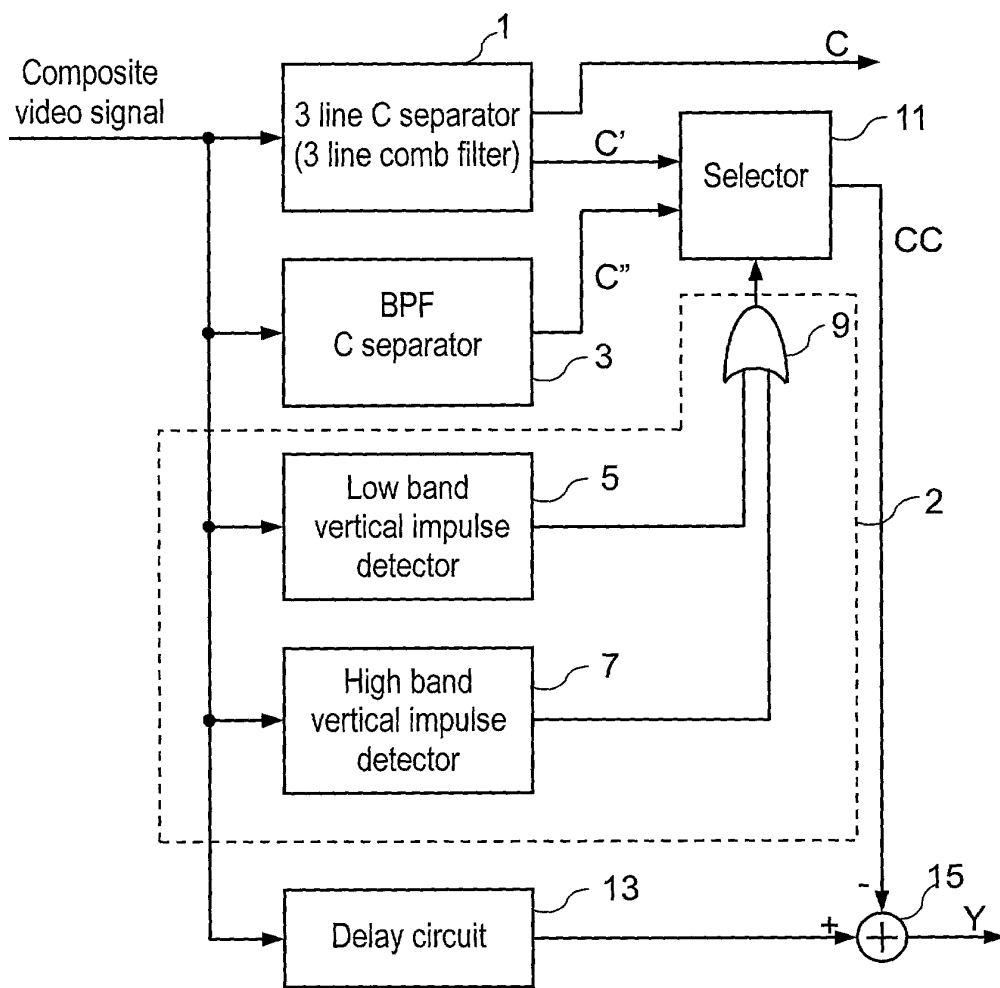 1
C
Composite
video signal
3 line C separator
(3 line comb filter)
C'
11
Selector
CC
C"
BPF
C separator
3
9
Low band
vertical impulse
detector
5
2
High band
vertical impulse
detector
7
Delay circuit
13
-
+
15
Y